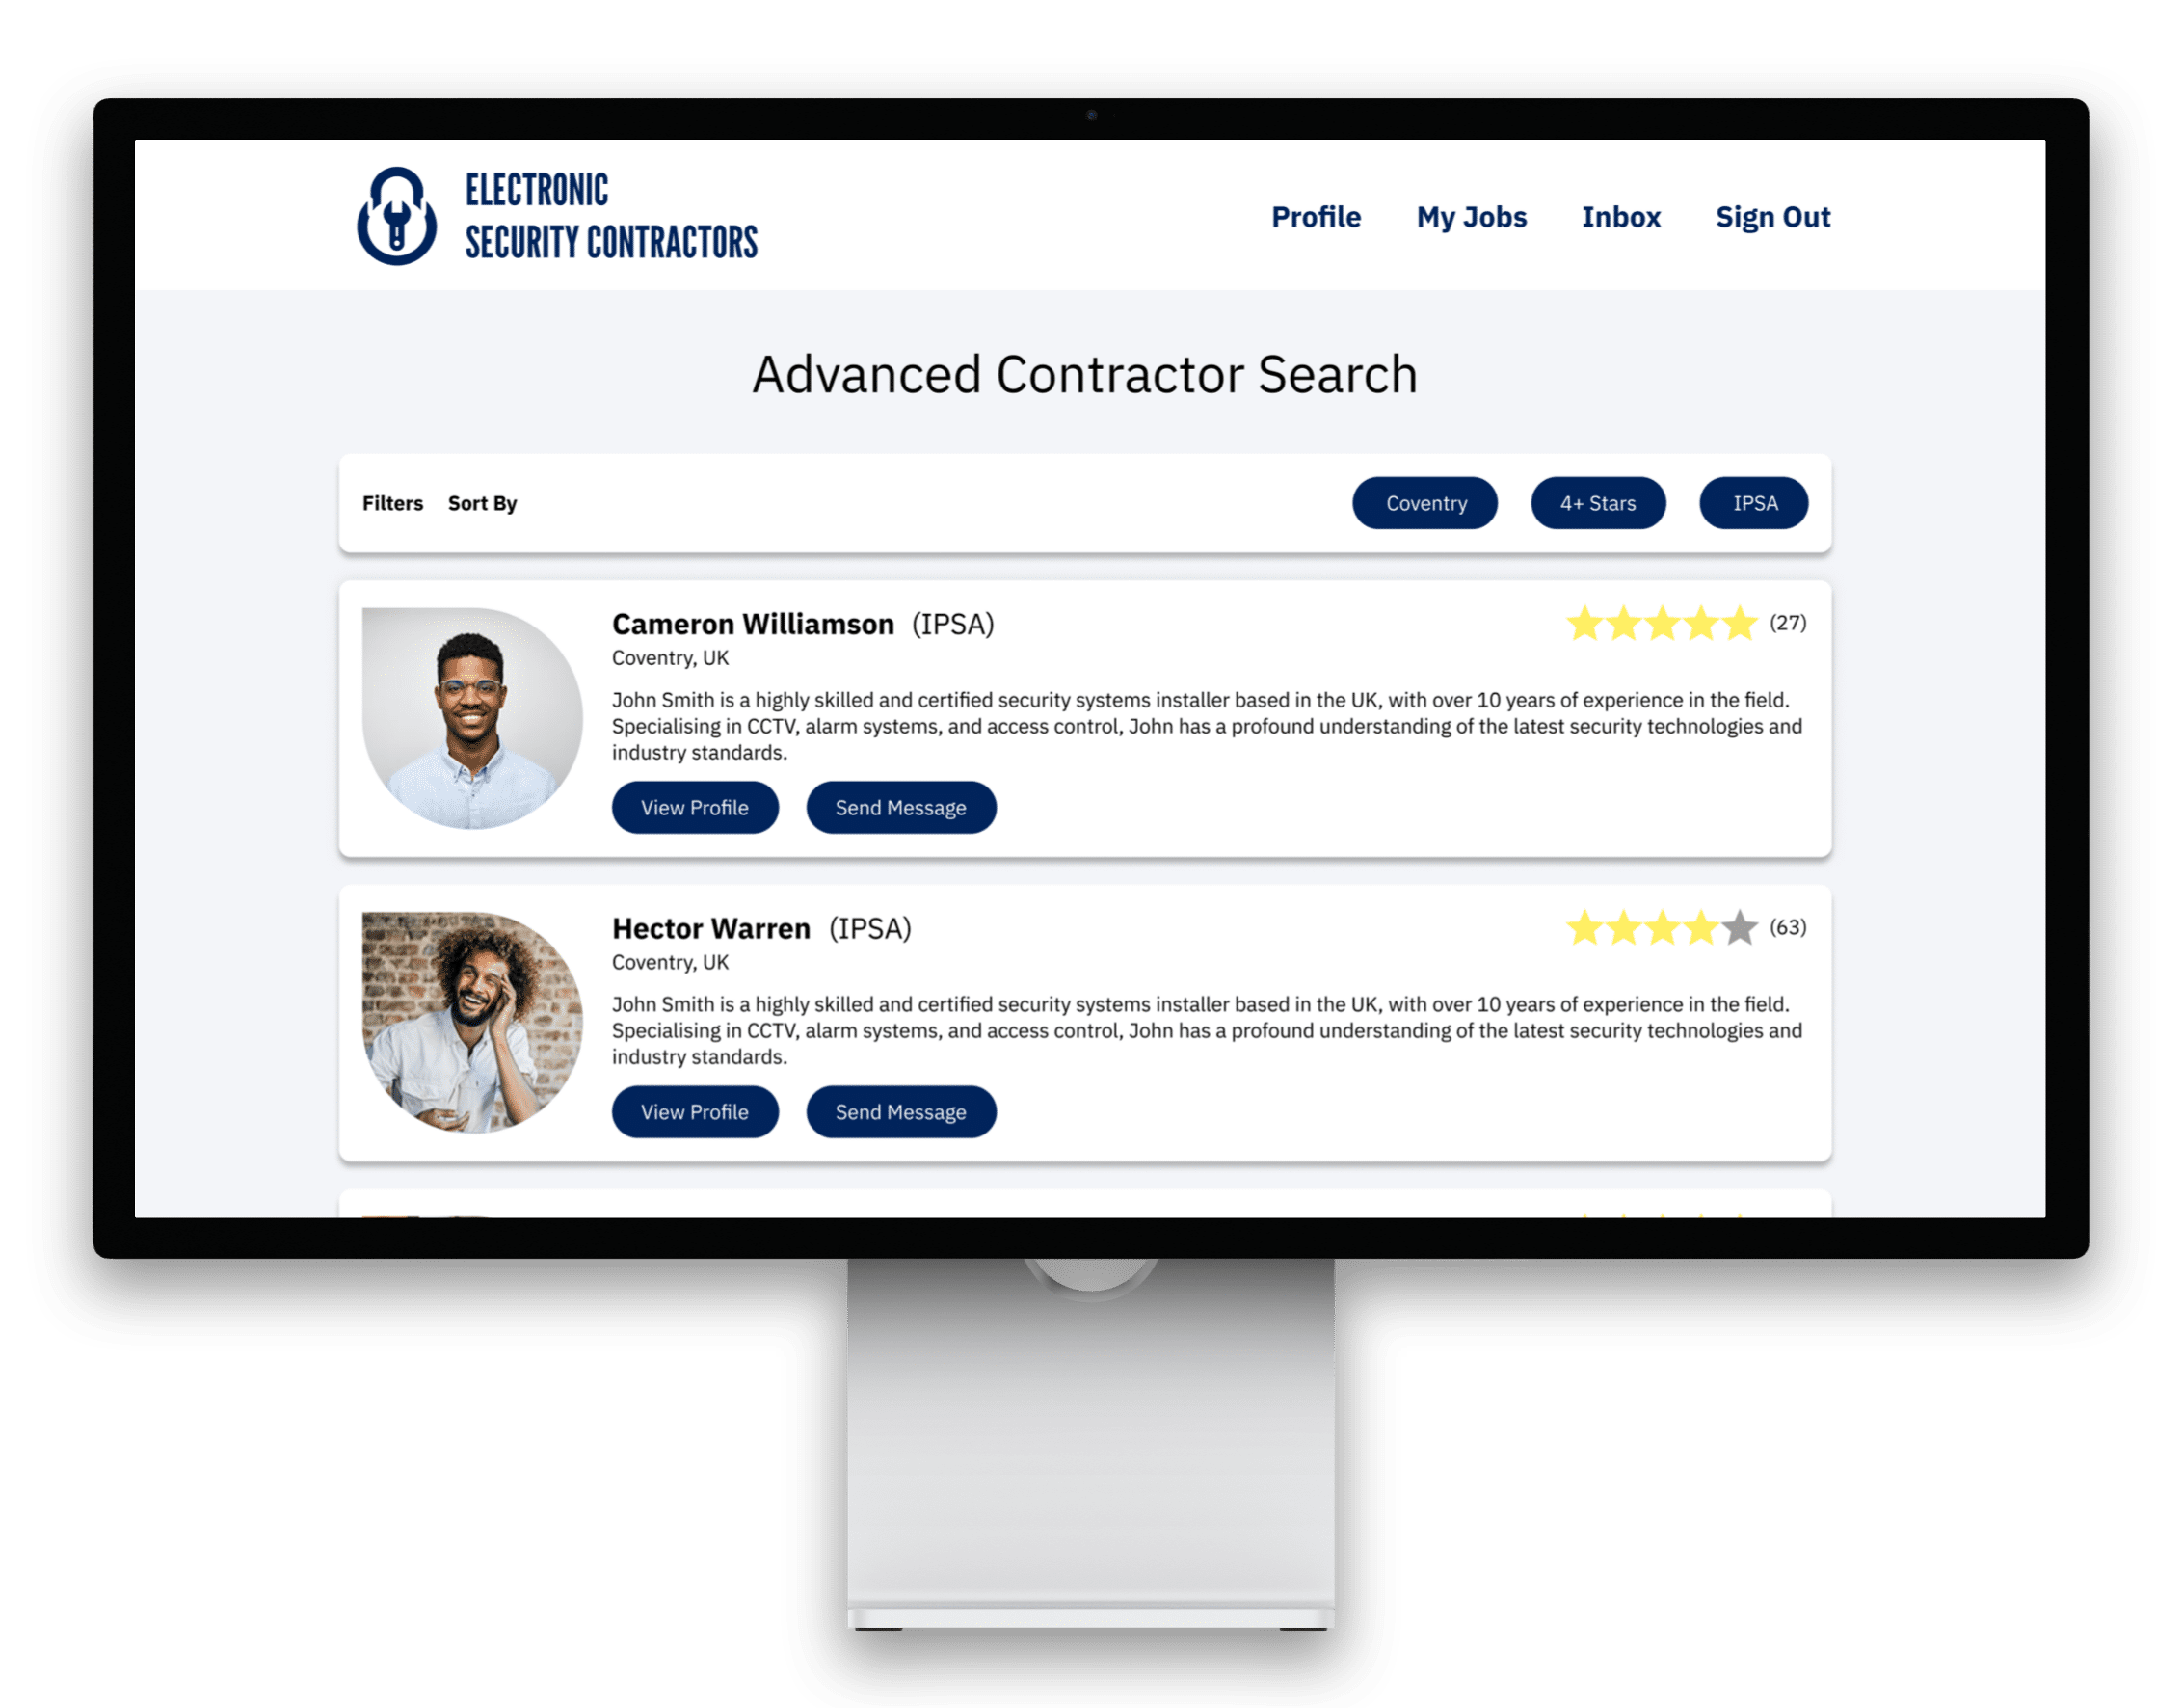 ELECTRONIC
SECURITY CONTRACTORS
Profile My Jobs Inbox Sign Out
Advanced Contractor Search
Filters Sort By Coventry 4+ Stars IPSA
Cameron Williamson (IPSA) (27)
Coventry, UK
John Smith is a highly skilled and certified security systems installer based in the UK, with over 10 years of experience in the field.
Specialising in CCTV, alarm systems, and access control, John has a profound understanding of the latest security technologies and
industry standards.
View Profile Send Message
Hector Warren (IPSA) (63)
Coventry, UK
John Smith is a highly skilled and certified security systems installer based in the UK, with over 10 years of experience in the field.
Specialising in CCTV, alarm systems, and access control, John has a profound understanding of the latest security technologies and
industry standards.
View Profile Send Message